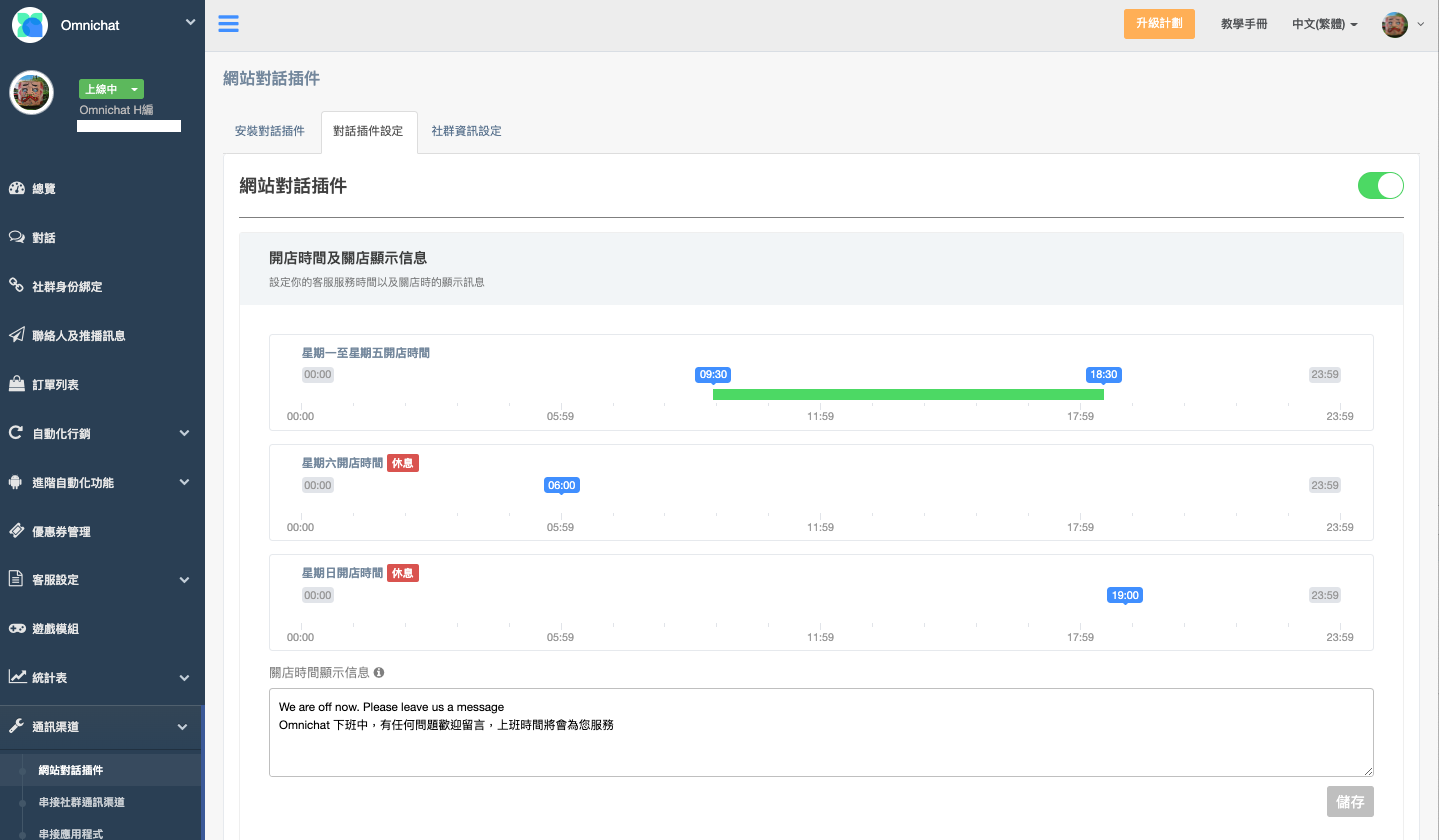 Omnichat
升級計劃
教學手冊
中文(繁體)
上線中
Omnichat H編
總覽
對話
社群身份綁定
聯絡人及推播訊息
訂單列表
自動化行銷
進階自動化功能
優惠券管理
客服設定
遊戲模組
統計表
通訊渠道
網站對話插件
串接社群通訊渠道
串接應用程式
網站對話插件
安裝對話插件
對話插件設定
社群資訊設定
網站對話插件
開店時間及關店顯示信息
設定你的客服服務時間以及關店時的顯示訊息
星期一至星期五開店時間
00:00 09:30 18:30 23:59
00:00 05:59 11:59 17:59 23:59
星期六開店時間 休息
00:00 06:00 23:59
00:00 05:59 11:59 17:59 23:59
星期日開店時間 休息
00:00 19:00 23:59
00:00 05:59 11:59 17:59 23:59
關店時間顯示信息
We are off now. Please leave us a message
Omnichat 下班中，有任何問題歡迎留言，上班時間將會為您服務
儲存